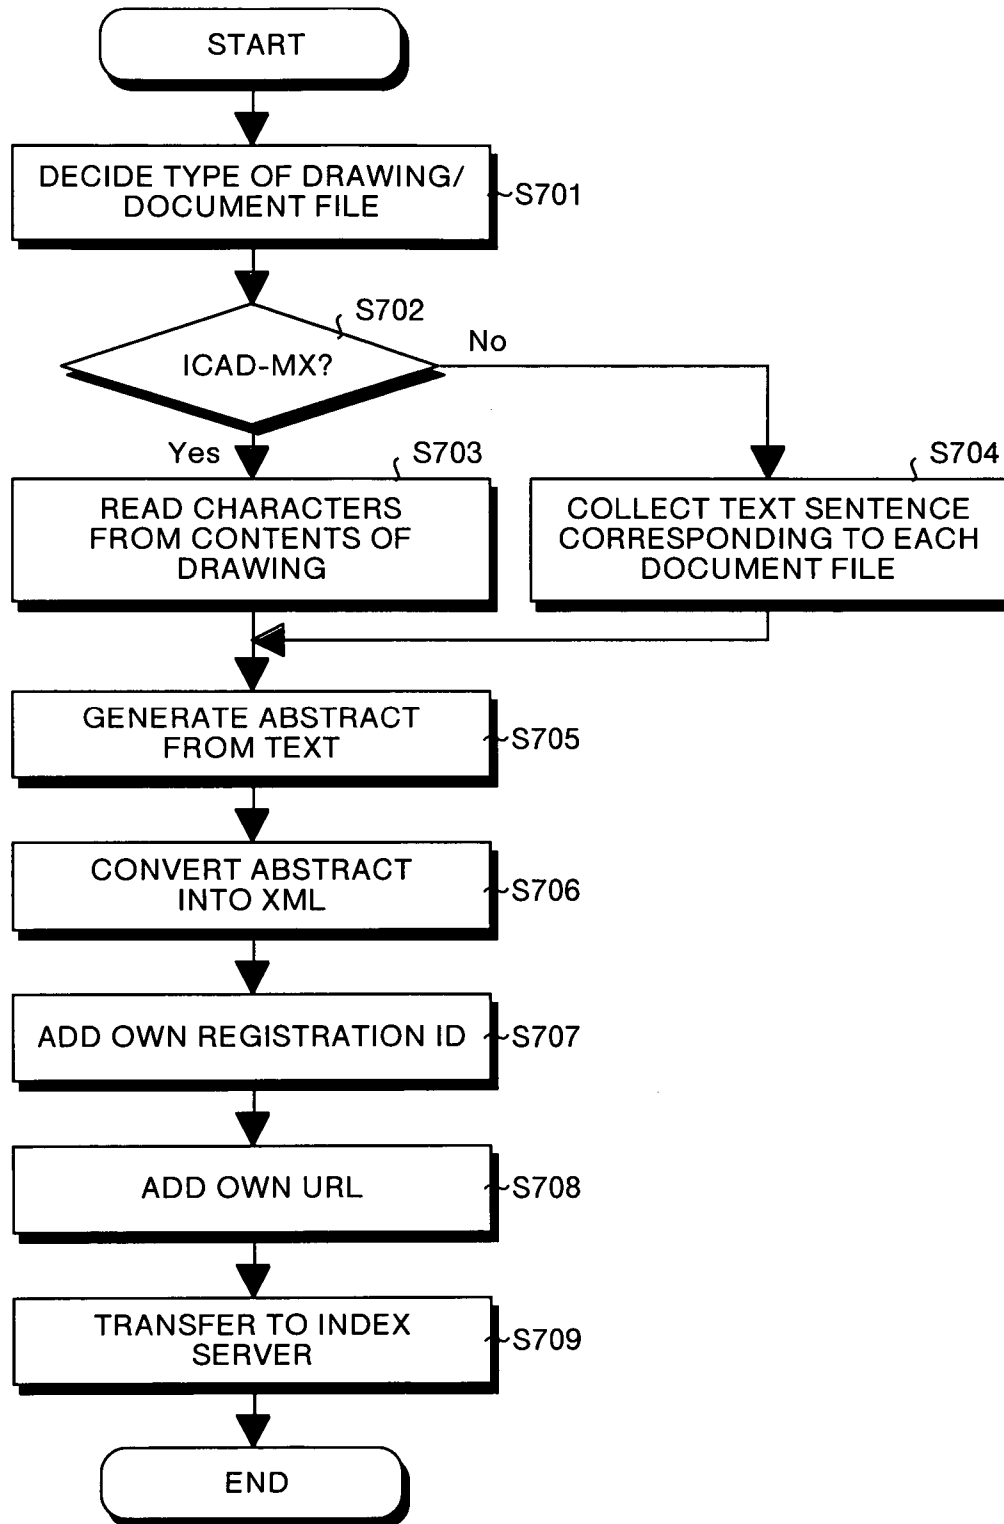 START
DECIDE TYPE OF DRAWING/
DOCUMENT FILE
S701
S702
ICAD-MX?
No
Yes
S703
READ CHARACTERS
FROM CONTENTS OF
DRAWING
S704
COLLECT TEXT SENTENCE
CORRESPONDING TO EACH
DOCUMENT FILE
GENERATE ABSTRACT
FROM TEXT
S705
CONVERT ABSTRACT
INTO XML
S706
ADD OWN REGISTRATION ID
S707
ADD OWN URL
S708
TRANSFER TO INDEX
SERVER
S709
END